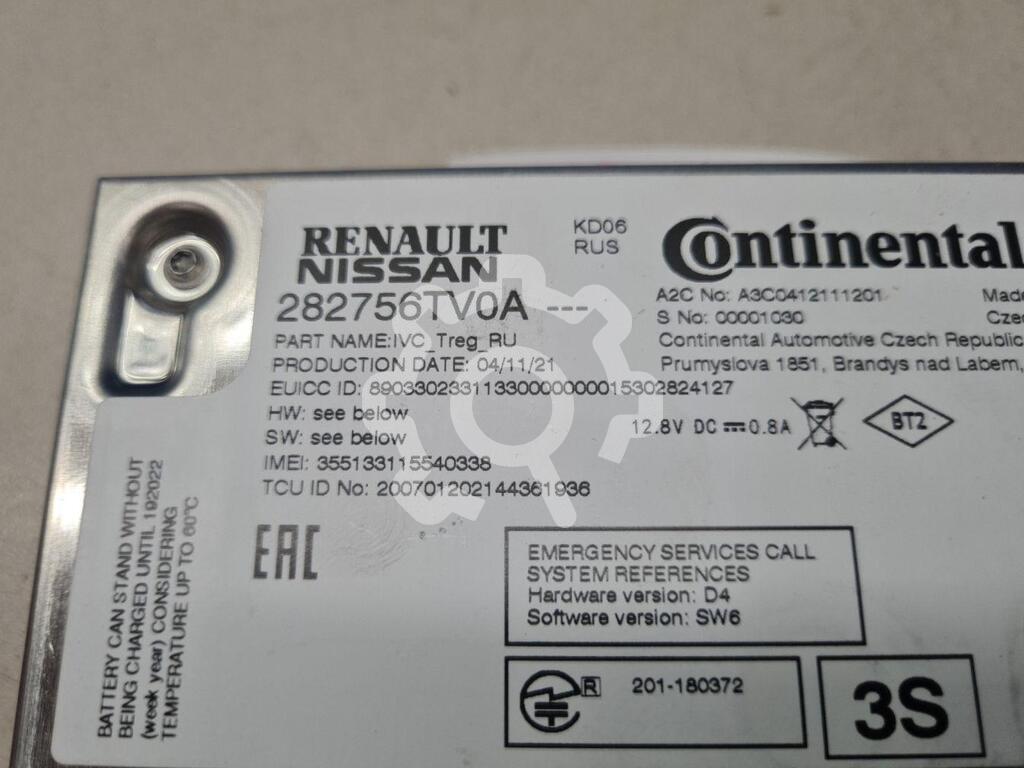 RENAULT
NISSAN
KD06
RUS
Continental
282756TV0A ---
A2C No: A3C0412111201
Made
S No: 00001030
Czec
PART NAME:IVC_Treg_RU
Continental Automotive Czech Republic
PRODUCTION DATE: 04/11/21
Prumyslova 1851, Brandys nad Labem,
EUICC ID: 89033023311330000000015302824127
HW: see below
12.8V DC 0.8A
BT2
SW: see below
IMEI: 355133115540338
TCU ID No: 200701202144361936
BATTERY CAN STAND WITHOUT
BEING CHARGED UNTIL 192022
(week year) CONSIDERING
TEMPERATURE UP TO 60°C
EAC
EMERGENCY SERVICES CALL
SYSTEM REFERENCES
Hardware version: D4
Software version: SW6
R
201-180372
3S